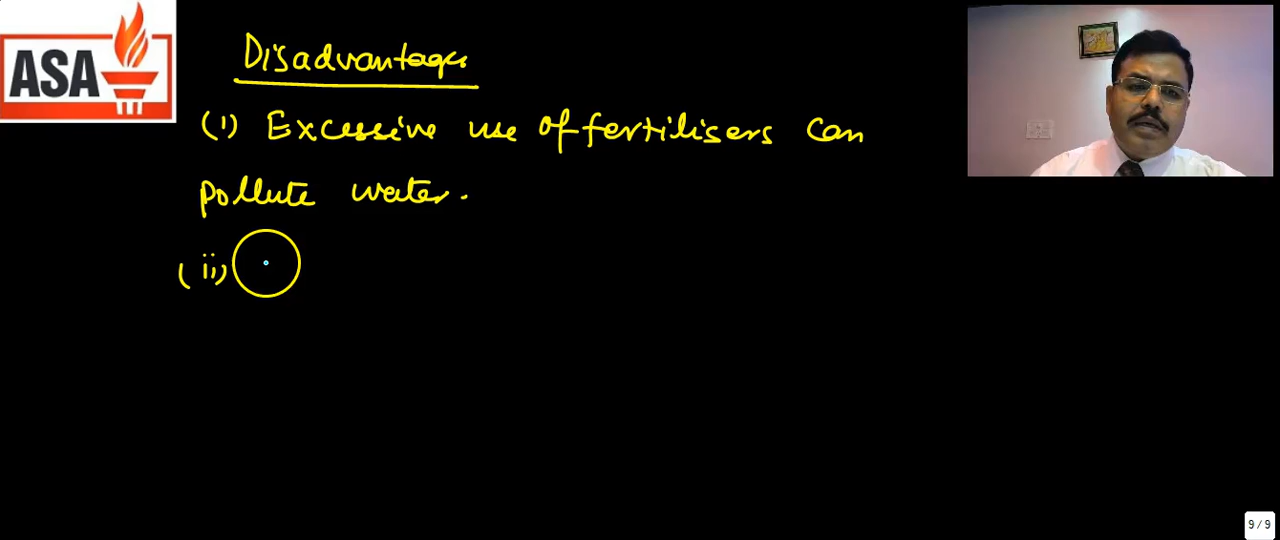 ASA
Disadvantages
(i) Excessive use of fertilisers can
pollute water.
(ii)
9/9